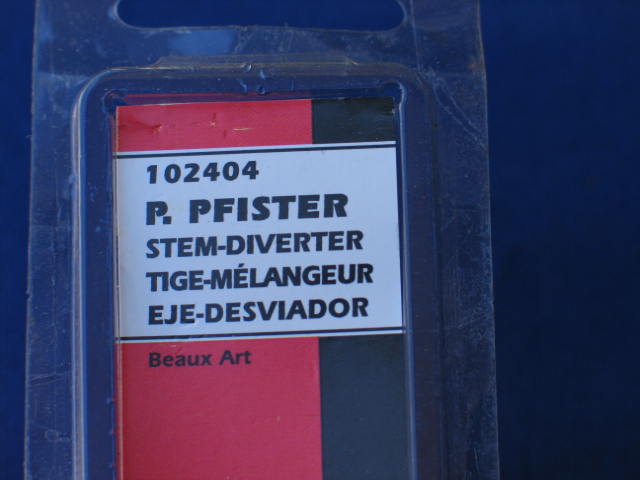 102404
P. PFISTER
STEM-DIVERTER
TIGE-MÉLANGEUR
EJE-DESVIADOR
Beaux Art